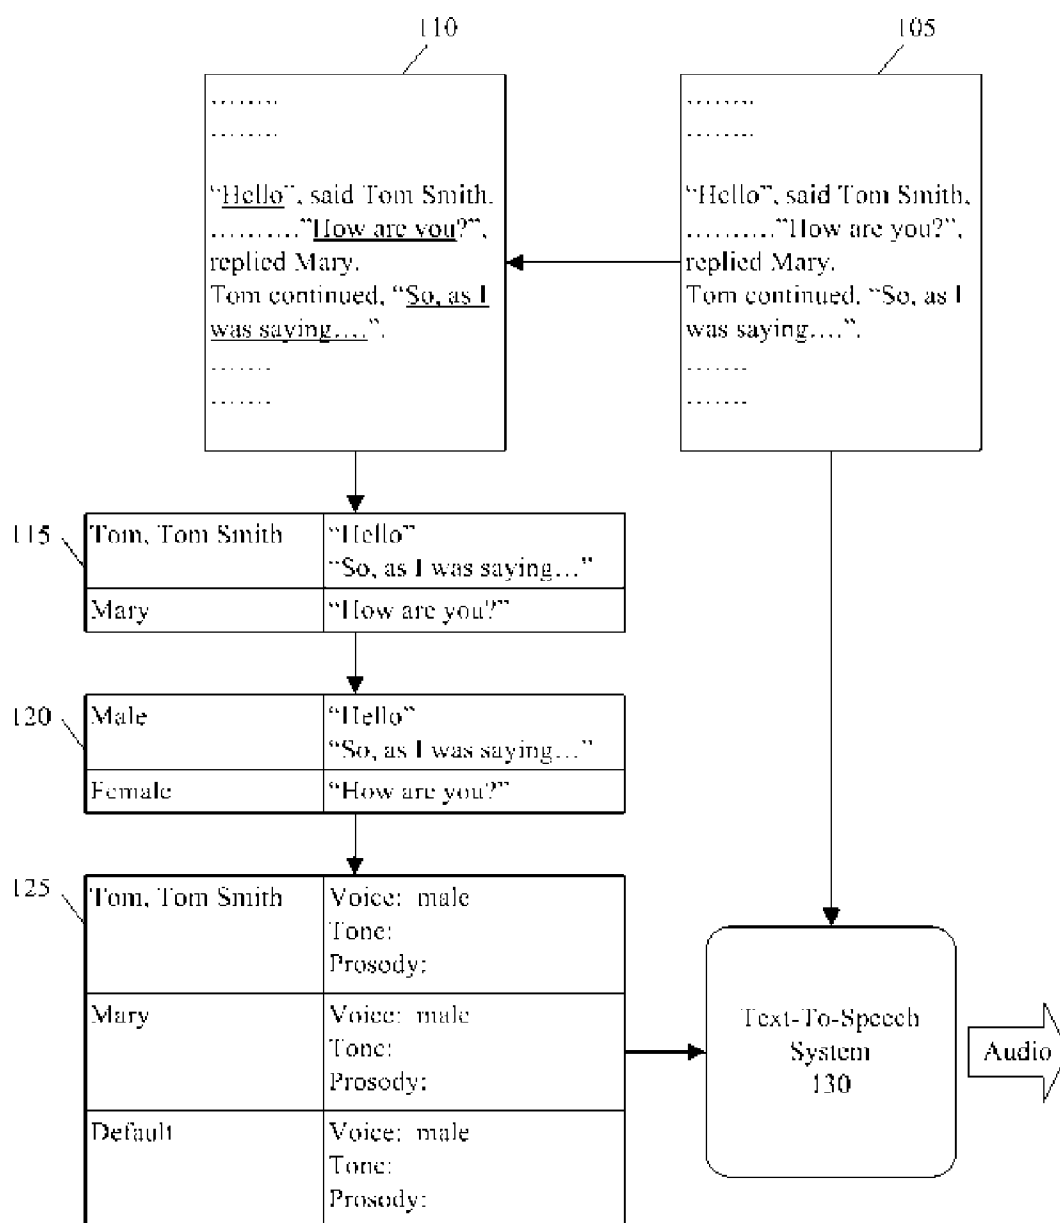 110
105
........
........
“Hello”, said Tom Smith.
..........”How are you?”,
replied Mary.
Tom continued, “So, as I
was saying....”.
.......
.......
........
........
“Hello”, said Tom Smith,
..........”How are you?”,
replied Mary.
Tom continued, “So, as I
was saying....”.
.......
.......
115
Tom, Tom Smith
“Hello”
“So, as I was saying...”
Mary
“How are you?”
120
Male
“Hello”
“So, as I was saying...”
Female
“How are you?”
125
Tom, Tom Smith
Voice: male
Tone:
Prosody:
Mary
Voice: male
Tone:
Prosody:
Default
Voice: male
Tone:
Prosody:
Text-To-Speech
System
130
Audio